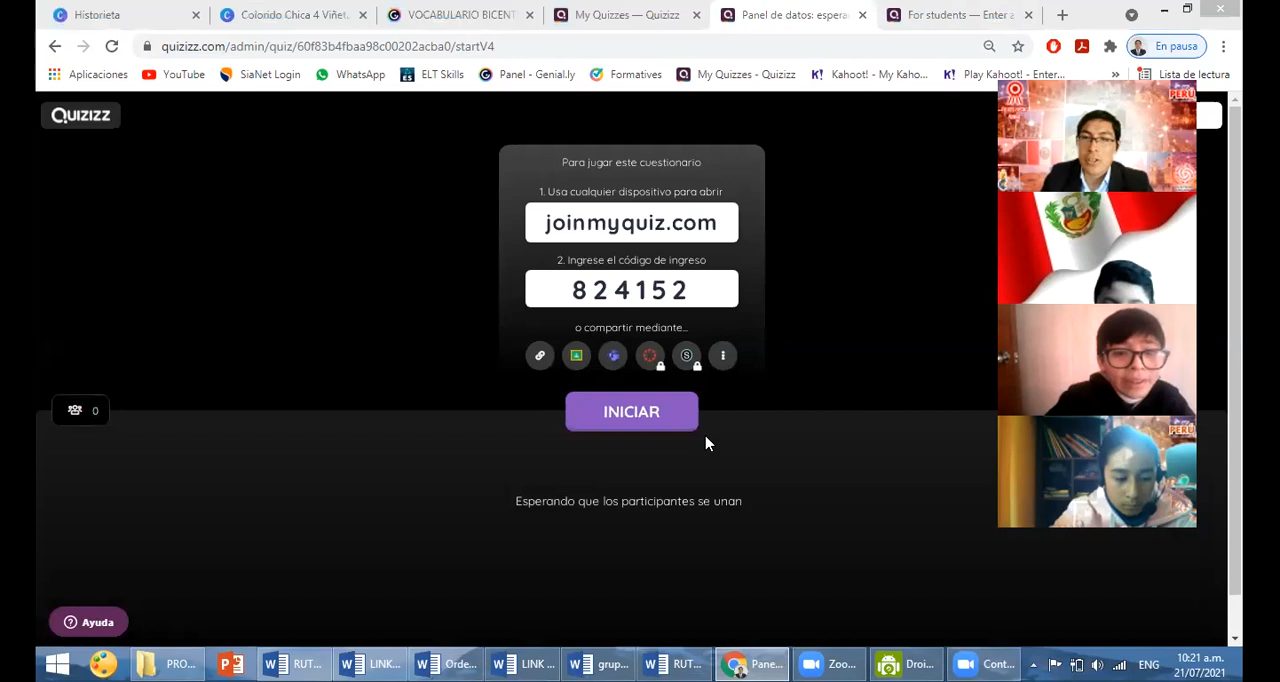 Historieta
Colorido Chica 4 Viñet
VOCABULARIO BICENT
My Quizzes — Quizizz
Panel de datos: espera
For students — Enter a
quizizz.com/admin/quiz/60f83b4fbaa98c00202acba0/startV4
En pausa
Aplicaciones
YouTube
SiaNet Login
WhatsApp
ELT Skills
Panel - Genial.ly
Formatives
My Quizzes - Quizizz
Kahoot! - My Kaho...
Play Kahoot! - Enter...
»
Lista de lectura
Quizizz
PERÚ
Para jugar este cuestionario
1. Usa cualquier dispositivo para abrir
joinmyquiz.com
2. Ingrese el código de ingreso
824152
o compartir mediante...
0
INICIAR
PERÚ
Esperando que los participantes se unan
Ayuda
PRO...
RUT...
LINK...
Orde...
LINK ...
grup...
RUT...
Pane...
Zoo...
Droi...
Cont...
ENG
10:21 a.m.
21/07/2021